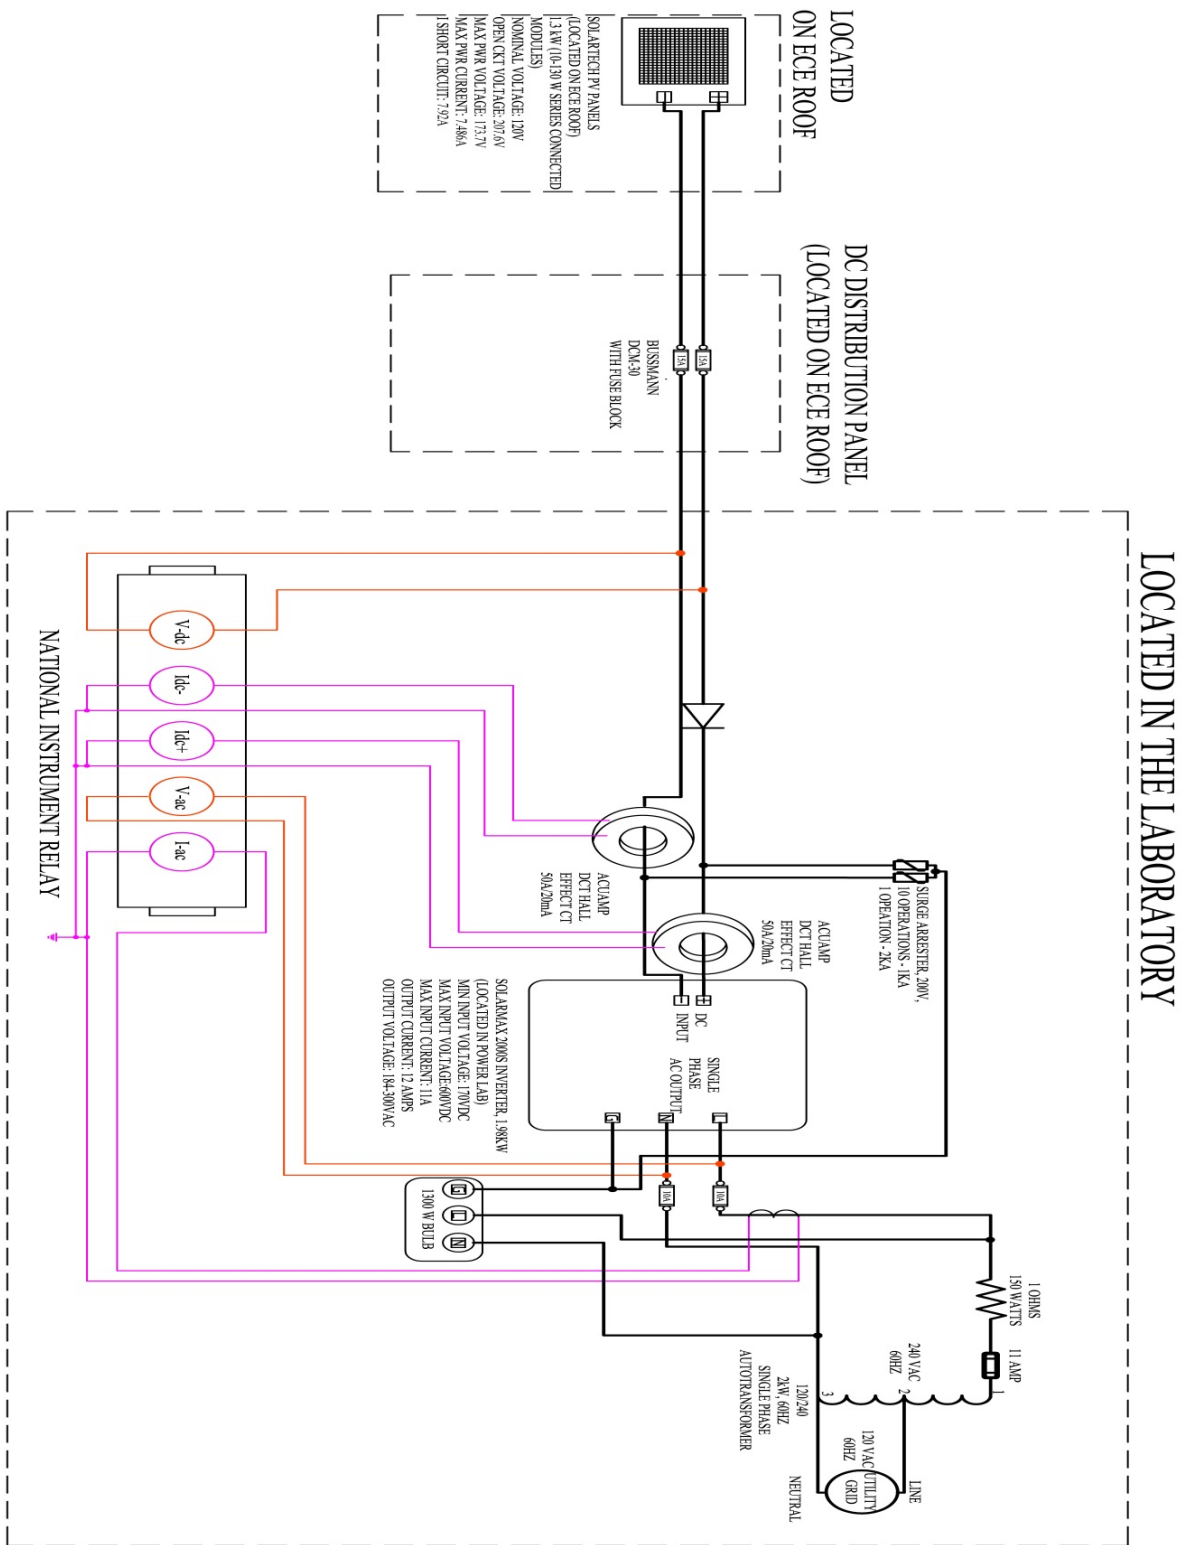 LOCATED IN THE LABORATORY
LOCATED
ON ECE ROOF
DC DISTRIBUTION PANEL
(LOCATED ON ECE ROOF)
SOLARTECH PV PANELS
(LOCATED ON ECE ROOF)
1.3 kW (10-130 W SERIES CONNECTED
MODULES)
NOMINAL VOLTAGE: 120V
OPEN CKT VOLTAGE: 207.6V
MAX PWR VOLTAGE: 173.7V
MAX PWR CURRENT: 7.486A
I SHORT CIRCUIT: 7.92A
15A
15A
BUSSMANN
DCM-30
WITH FUSE BLOCK
SURGE ARRESTER, 200V,
10 OPERATIONS - 1KA
1 OPEATION - 2KA
ACUAMP
DCT HALL
EFFECT CT
50A/20mA
ACUAMP
DCT HALL
EFFECT CT
50A/20mA
DC
INPUT
SINGLE
PHASE
AC OUTPUT
L
N
G
SOLARMAX 2000S INVERTER, 1.98KW
(LOCATED IN POWER LAB)
MIN INPUT VOLTAGE: 170VDC
MAX INPUT VOLTAGE:600VDC
MAX INPUT CURRENT: 11A
OUTPUT CURRENT: 12 AMPS
OUTPUT VOLTAGE: 184-300VAC
10A
10A
G
L
N
1300 W BULB
1 OHMS
150 WATTS
11 AMP
240 VAC
60HZ
1
2
3
120/240
2kW, 60HZ
SINGLE PHASE
AUTOTRANSFORMER
120 VAC
60HZ
UTILITY
GRID
LINE
NEUTRAL
V-dc
Idc-
Idc+
V-ac
I-ac
NATIONAL INSTRUMENT RELAY